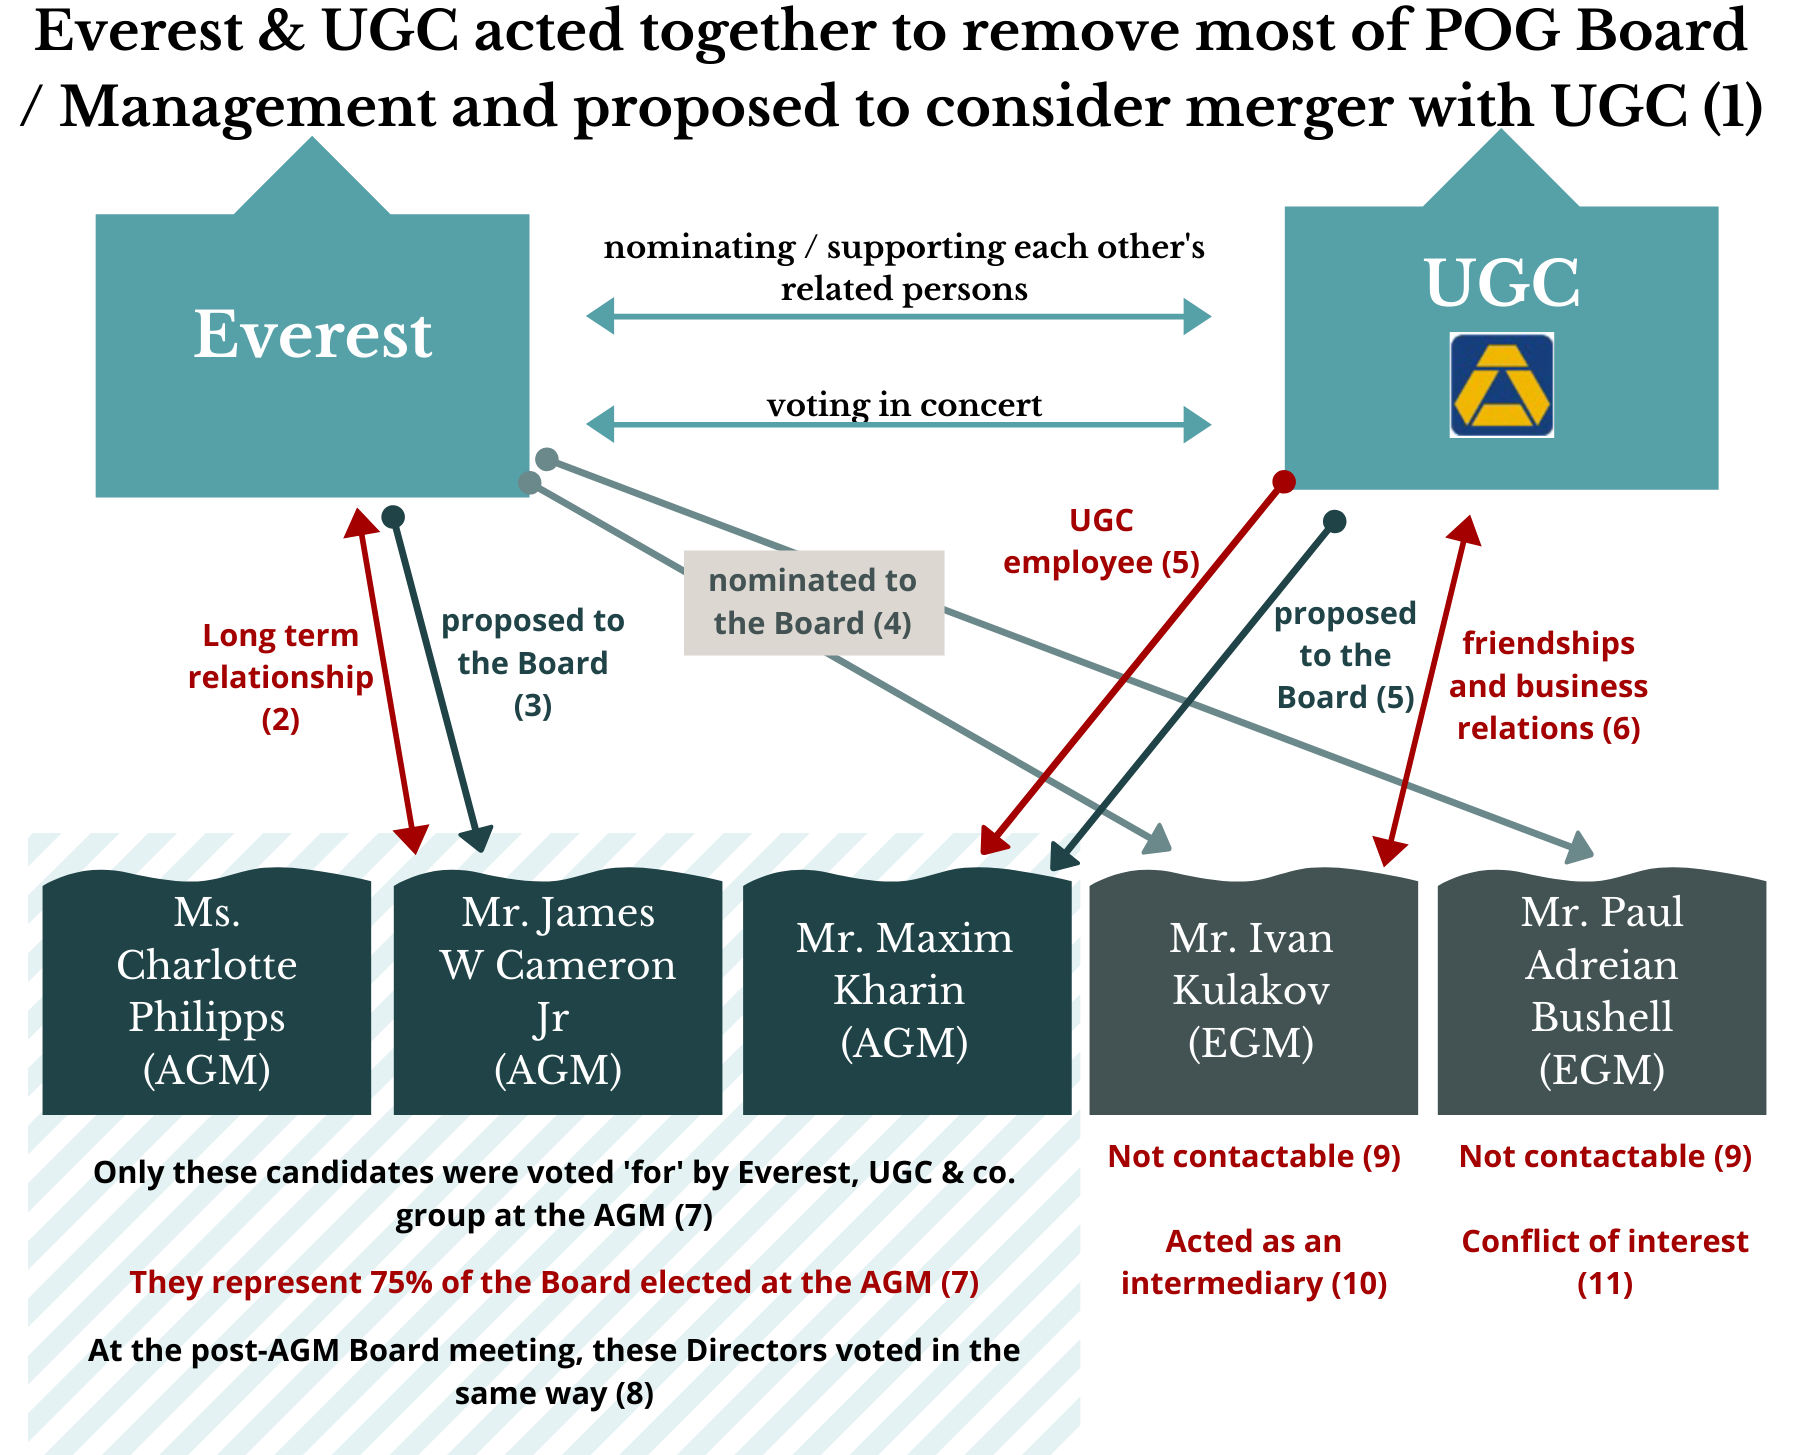 Everest & UGC acted together to remove most of POG Board
/ Management and proposed to consider merger with UGC (1)
Everest
nominating / supporting each other's
related persons
voting in concert
UGC
Long term
relationship
(2)
proposed to
the Board
(3)
nominated to
the Board (4)
UGC
employee (5)
proposed
to the
Board (5)
friendships
and business
relations (6)
Ms.
Charlotte
Philipps
(AGM)
Mr. James
W Cameron
Jr
(AGM)
Mr. Maxim
Kharin
(AGM)
Mr. Ivan
Kulakov
(EGM)
Mr. Paul
Adreian
Bushell
(EGM)
Only these candidates were voted 'for' by Everest, UGC & co.
group at the AGM (7)
They represent 75% of the Board elected at the AGM (7)
At the post-AGM Board meeting, these Directors voted in the
same way (8)
Not contactable (9)
Acted as an
intermediary (10)
Not contactable (9)
Conflict of interest
(11)